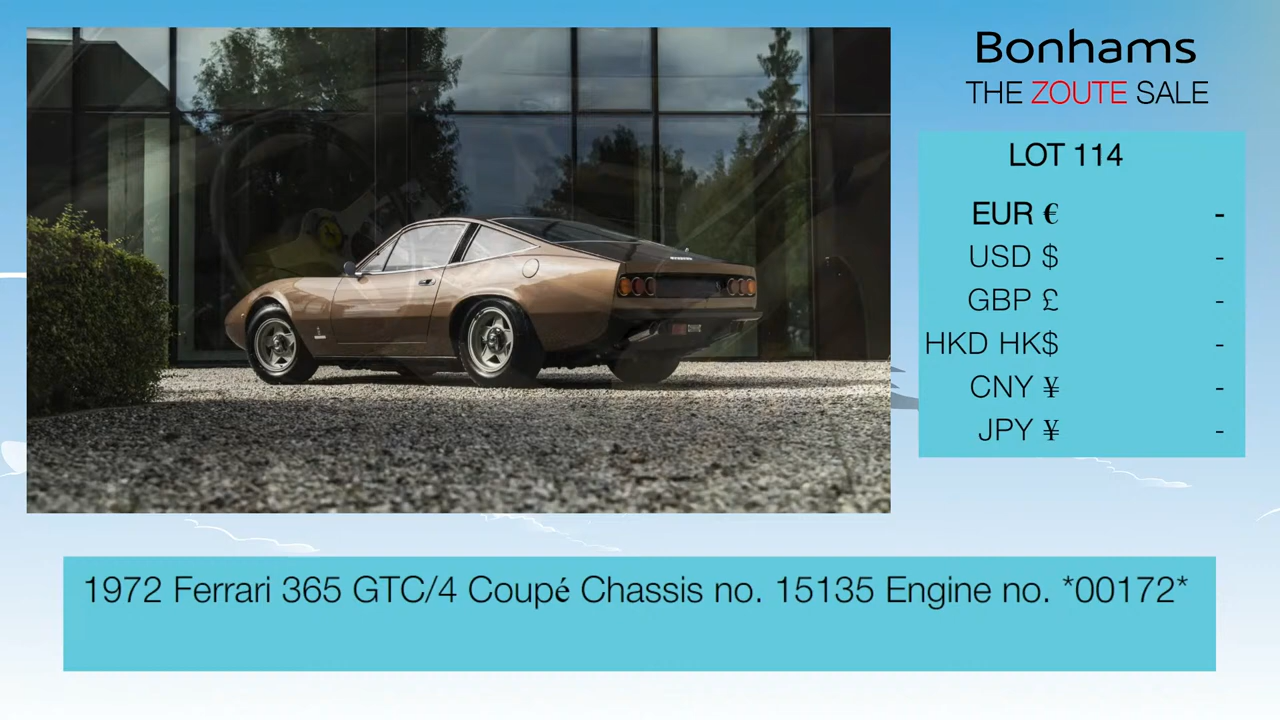 Bonhams
THE ZOUTE SALE
LOT 114
EUR € -
USD $ -
GBP £ -
HKD HK$ -
CNY ¥ -
JPY ¥ -
1972 Ferrari 365 GTC/4 Coupé Chassis no. 15135 Engine no. *00172*